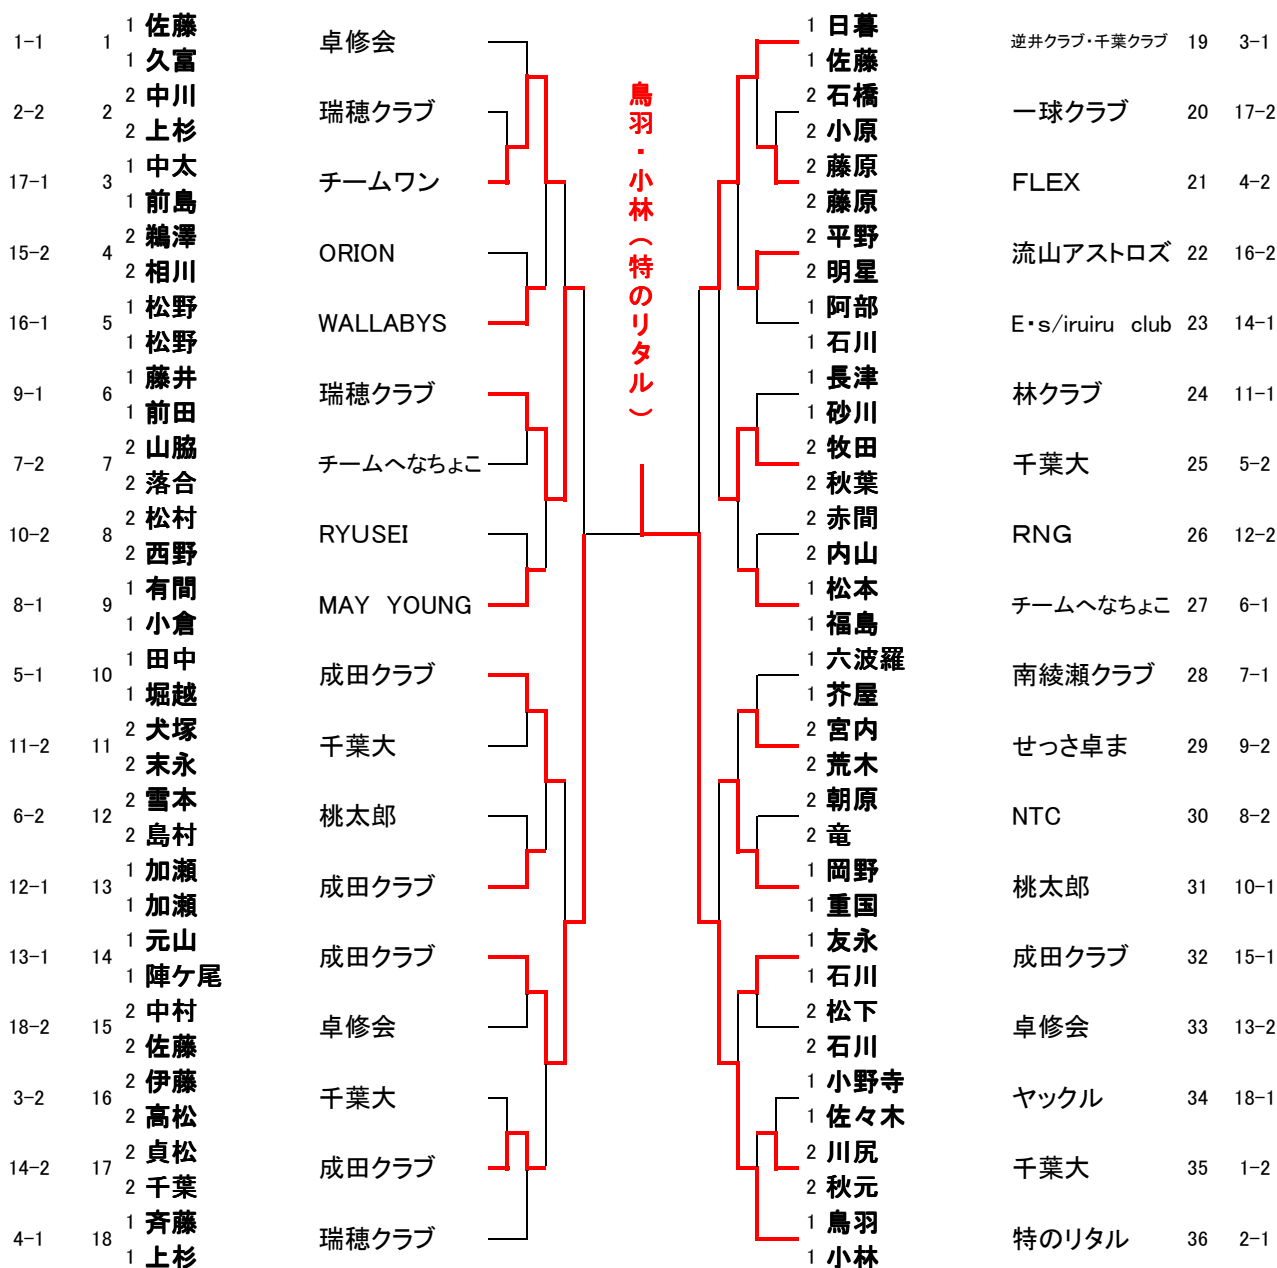 1 佐藤
1-1 1 卓修会
1 久富
2 中川
2-2 2 瑞穂クラブ
2 上杉
1 中太
17-1 3 チームワン
1 前島
2 鵜澤
15-2 4 ORION
2 相川
1 松野
16-1 5 WALLABYS
1 松野
1 藤井
9-1 6 瑞穂クラブ
1 前田
2 山脇
7-2 7 チームへなちょこ
2 落合
2 松村
10-2 8 RYUSEI
2 西野
1 有間
8-1 9 MAY YOUNG
1 小倉
1 田中
5-1 10 成田クラブ
1 堀越
2 犬塚
11-2 11 千葉大
2 末永
2 雪本
6-2 12 桃太郎
2 島村
1 加瀬
12-1 13 成田クラブ
1 加瀬
1 元山
13-1 14 成田クラブ
1 陣ケ尾
2 中村
18-2 15 卓修会
2 佐藤
2 伊藤
3-2 16 千葉大
2 高松
2 貞松
14-2 17 成田クラブ
2 千葉
1 斉藤
4-1 18 瑞穂クラブ
1 上杉
鳥羽・小林(特のリタル)
1 日暮
逆井クラブ・千葉クラブ 19 3-1
1 佐藤
2 石橋
一球クラブ 20 17-2
2 小原
2 藤原
FLEX 21 4-2
2 藤原
2 平野
流山アストロズ 22 16-2
2 明星
1 阿部
E・s/iruiru club 23 14-1
1 石川
1 長津
林クラブ 24 11-1
1 砂川
2 牧田
千葉大 25 5-2
2 秋葉
2 赤間
RNG 26 12-2
2 内山
1 松本
チームへなちょこ 27 6-1
1 福島
1 六波羅
南綾瀬クラブ 28 7-1
1 芥屋
2 宮内
せっさ卓ま 29 9-2
2 荒木
2 朝原
NTC 30 8-2
2 竜
1 岡野
桃太郎 31 10-1
1 重国
1 友永
成田クラブ 32 15-1
1 石川
2 松下
卓修会 33 13-2
2 石川
1 小野寺
ヤックル 34 18-1
1 佐々木
2 川尻
千葉大 35 1-2
2 秋元
1 鳥羽
特のリタル 36 2-1
1 小林